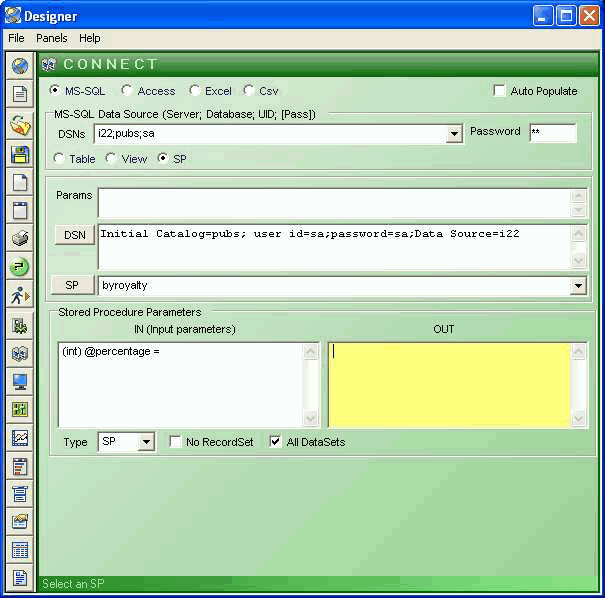 Designer
File Panels Help
CONNECT
MS-SQL Access Excel Csv Auto Populate
MS-SQL Data Source (Server; Database; UID; [Pass])
DSNs i22;pubs;sa Password **
Table View SP
Params
DSN Initial Catalog=pubs; user id=sa;password=sa;Data Source=i22
SP byroyalty
Stored Procedure Parameters
IN (Input parameters) OUT
(int) @percentage =
Type SP No RecordSet All DataSets
Select an SP